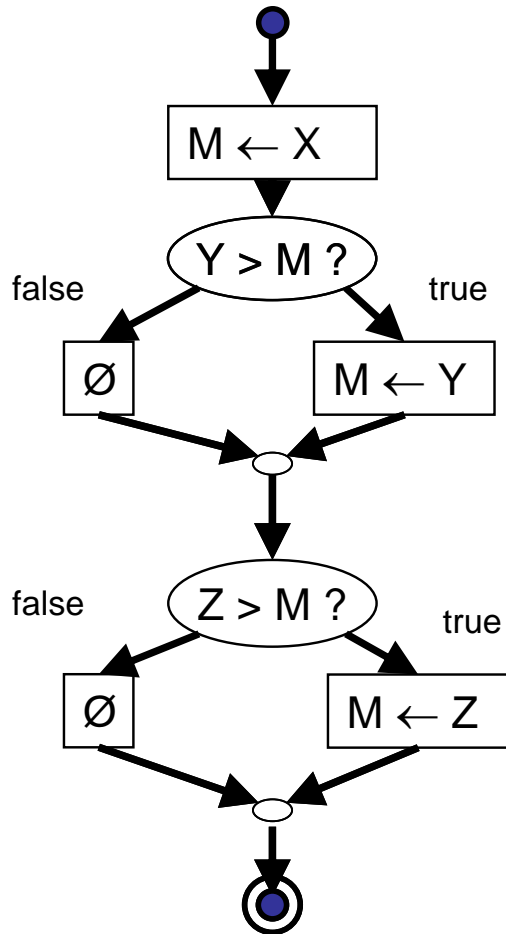 M ← X
Y > M ?
false
true
Ø
M ← Y
Z > M ?
false
true
Ø
M ← Z